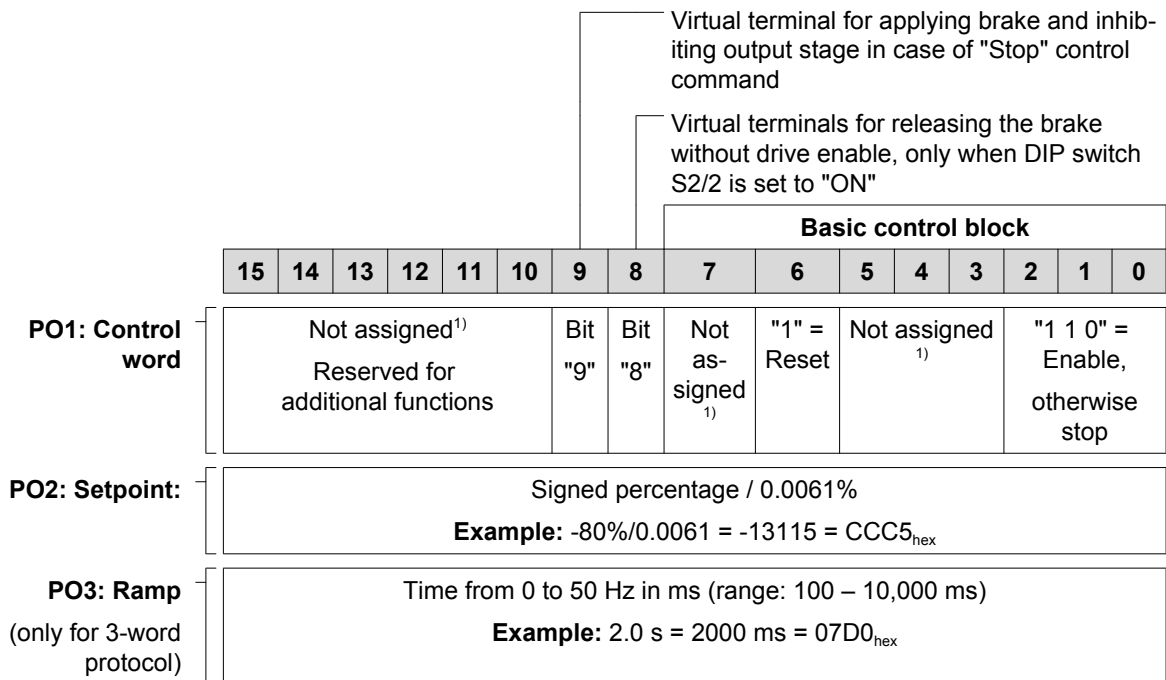 Virtual terminal for applying brake and inhib-
iting output stage in case of "Stop" control
command
Virtual terminals for releasing the brake
without drive enable, only when DIP switch
S2/2 is set to "ON"
Basic control block
15 14 13 12 11 10 9 8 7 6 5 4 3 2 1 0
PO1: Control
word
Not assigned1)
Reserved for
additional functions
Bit
"9"
Bit
"8"
Not
as-
signed
1)
"1" =
Reset
Not assigned
1)
"1 1 0" =
Enable,
otherwise
stop
PO2: Setpoint:
Signed percentage / 0.0061%
Example: -80%/0.0061 = -13115 = CCC5hex
PO3: Ramp
(only for 3-word
protocol)
Time from 0 to 50 Hz in ms (range: 100 – 10,000 ms)
Example: 2.0 s = 2000 ms = 07D0hex